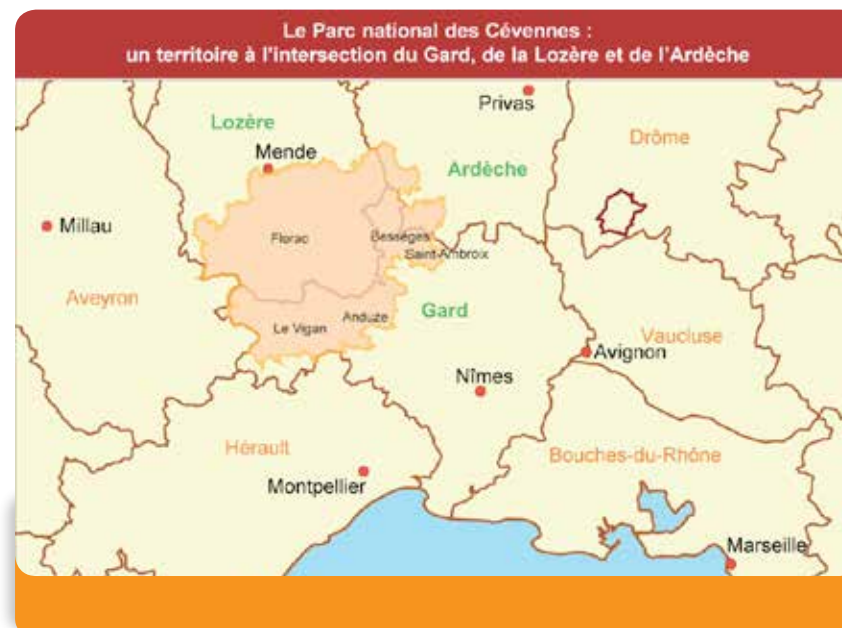 Le Parc national des Cévennes :
un territoire à l'intersection du Gard, de la Lozère et de l'Ardèche
Privas
Lozère
Drôme
Mende
Ardèche
Millau
Florac
Bessèges
Saint-Ambroix
Aveyron
Anduze
Gard
Le Vigan
Vaucluse
Avignon
Nîmes
Hérault
Bouches-du-Rhône
Montpellier
Marseille